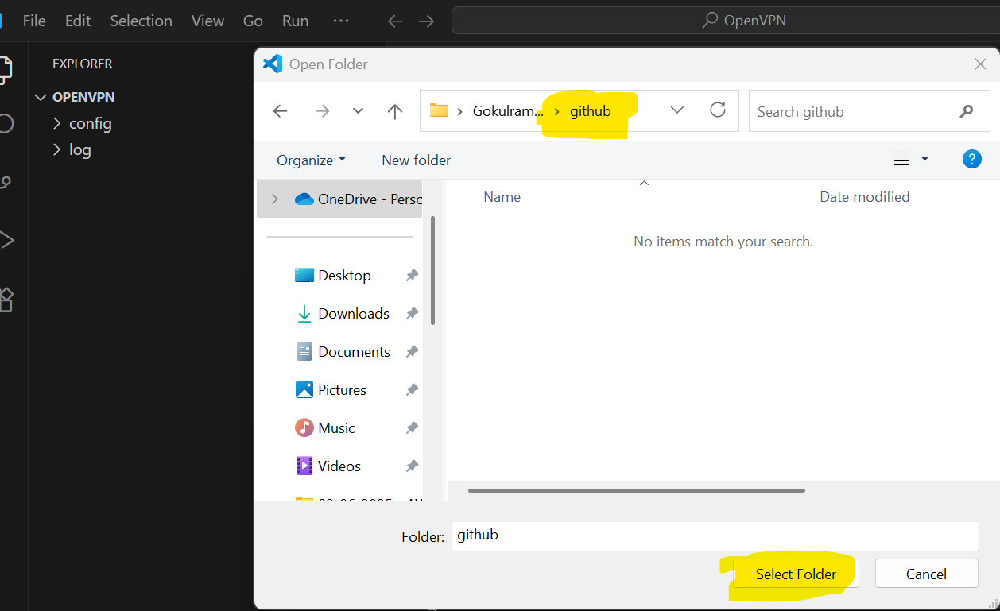 File Edit Selection View Go Run ··· OpenVPN
EXPLORER
OPENVPN
config
log
Open Folder
Gokulram... › github
Search github
Organize New folder
?
OneDrive - Perso
Name Date modified
No items match your search.
Desktop
Downloads
Documents
Pictures
Music
Videos
Folder: github
Select Folder Cancel